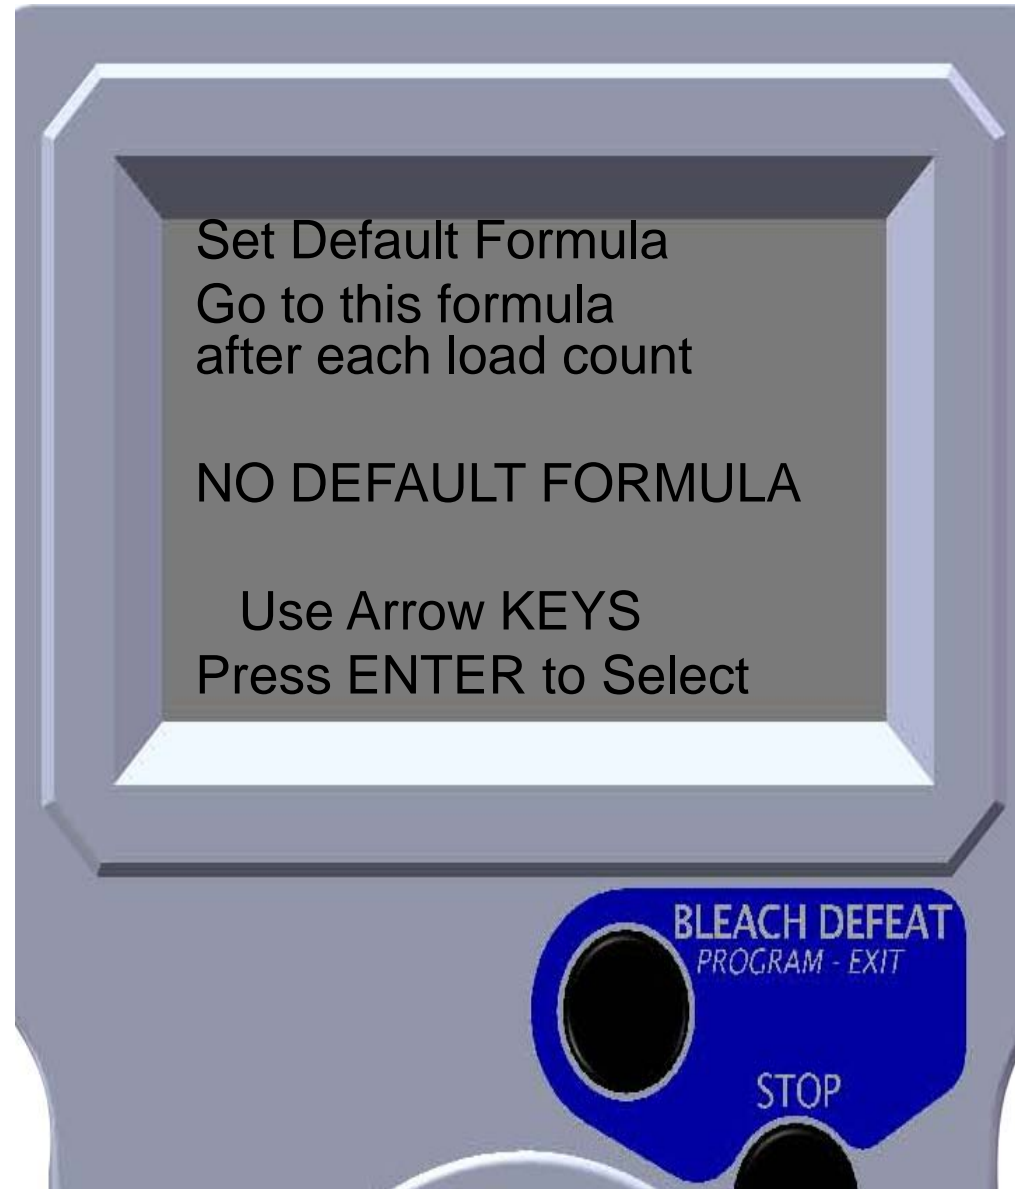 Set Default Formula
Go to this formula
after each load count
NO DEFAULT FORMULA
Use Arrow KEYS
Press ENTER to Select
BLEACH DEFEAT
PROGRAM - EXIT
STOP